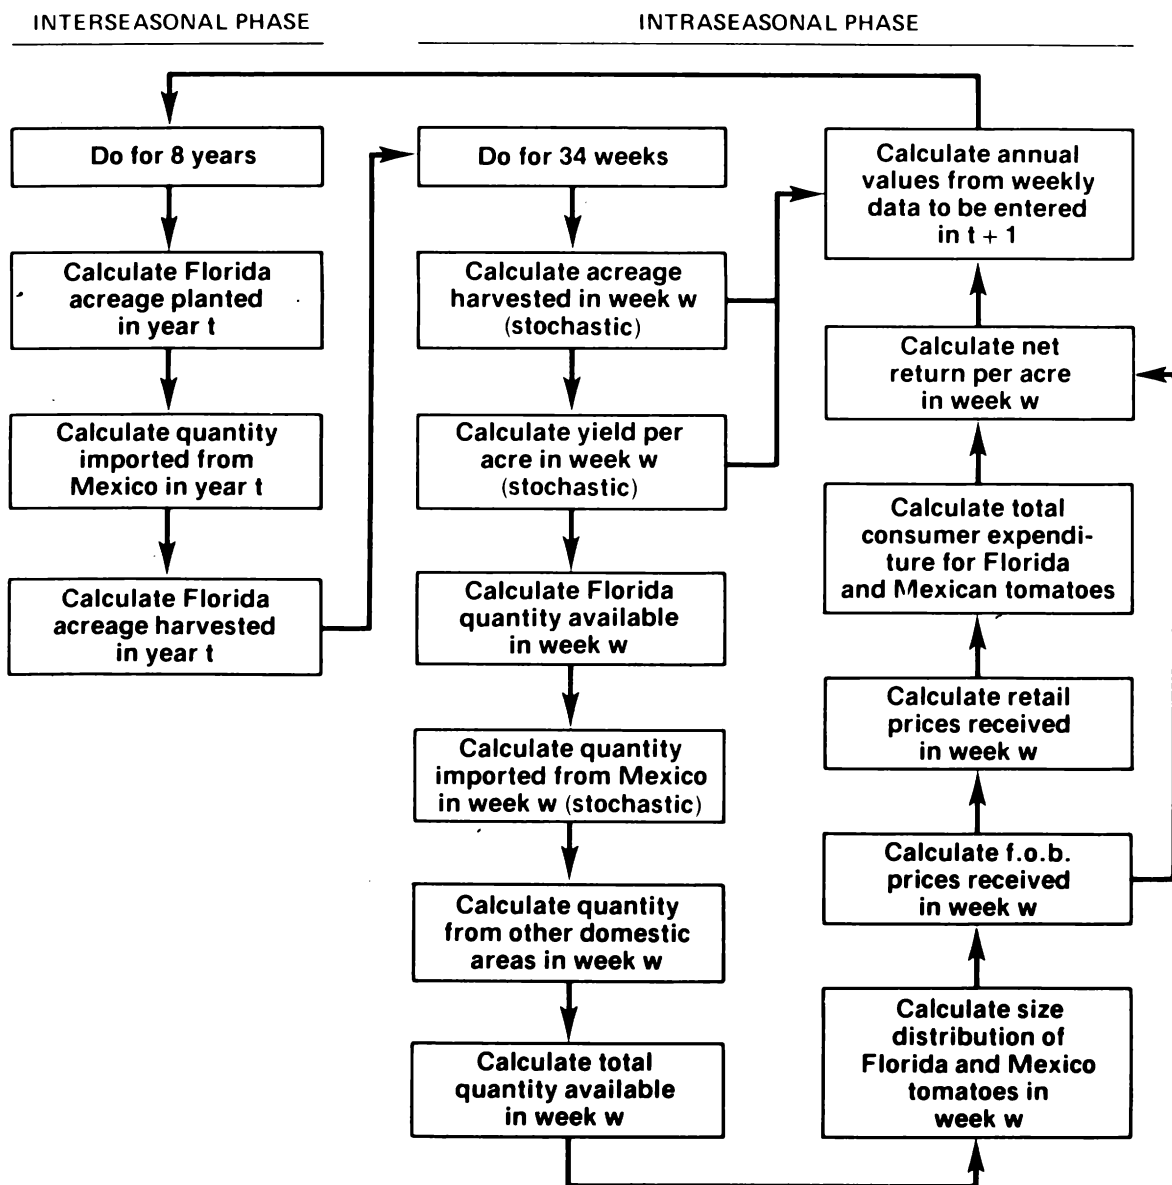 INTERSEASONAL PHASE
INTRASEASONAL PHASE
Do for 8 years
Calculate Florida
acreage planted
in year t
Calculate quantity
imported from
Mexico in year t
Calculate Florida
acreage harvested
in year t
Do for 34 weeks
Calculate acreage
harvested in week w
(stochastic)
Calculate yield per
acre in week w
(stochastic)
Calculate Florida
quantity available
in week w
Calculate quantity
imported from Mexico
in week w (stochastic)
Calculate quantity
from other domestic
areas in week w
Calculate total
quantity available
in week w
Calculate annual
values from weekly
data to be entered
in t + 1
Calculate net
return per acre
in week w
Calculate total
consumer expendi-
ture for Florida
and Mexican tomatoes
Calculate retail
prices received
in week w
Calculate f.o.b.
prices received
in week w
Calculate size
distribution of
Florida and Mexico
tomatoes in
week w